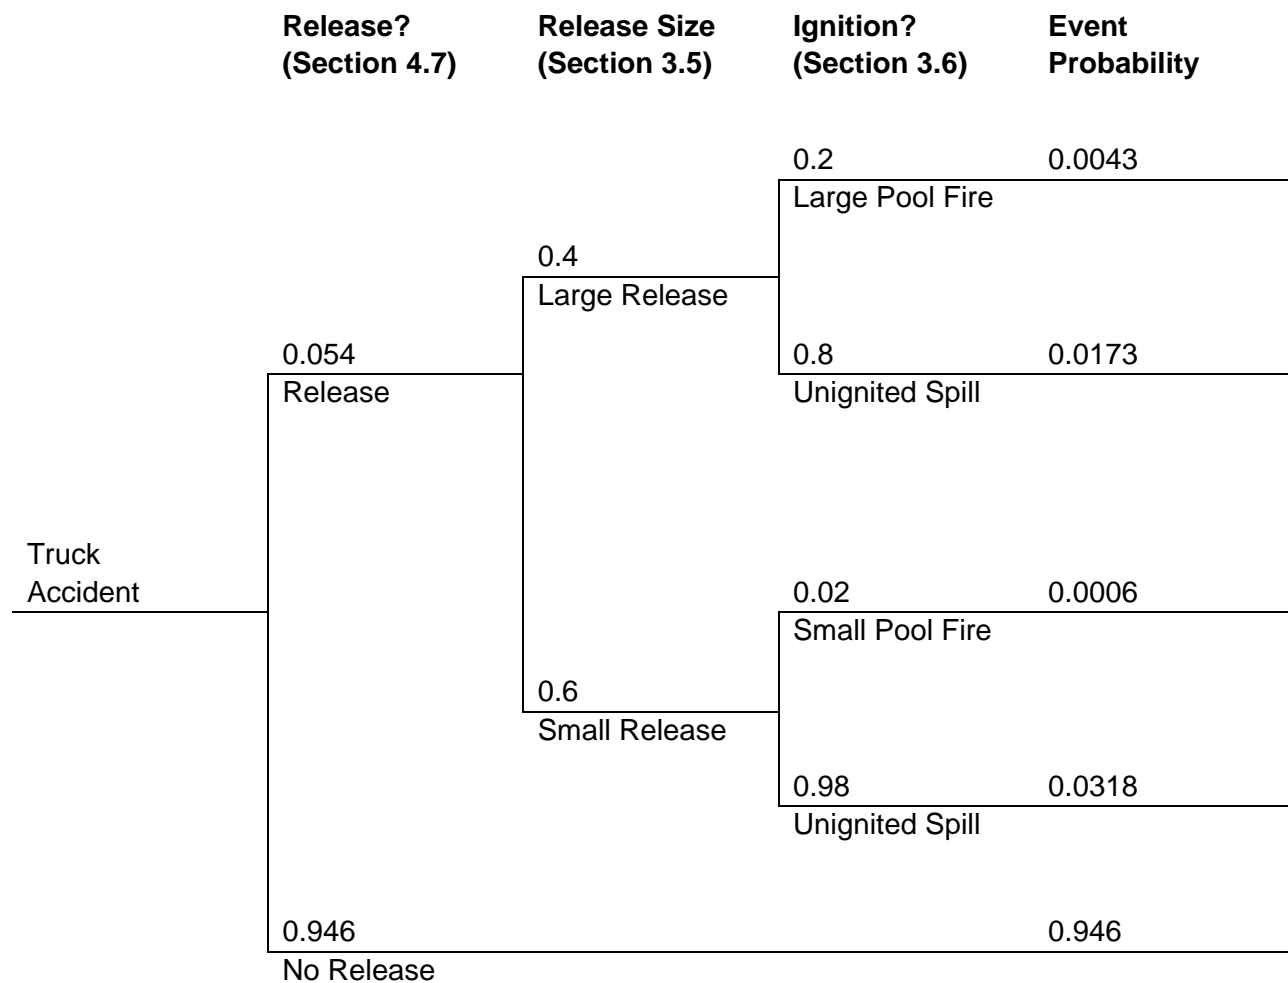 Release?
(Section 4.7)
Release Size
(Section 3.5)
Ignition?
(Section 3.6)
Event
Probability
0.2
0.0043
Large Pool Fire
0.4
Large Release
0.054
0.8
0.0173
Release
Unignited Spill
Truck
Accident
0.02
0.0006
Small Pool Fire
0.6
Small Release
0.98
0.0318
Unignited Spill
0.946
0.946
No Release